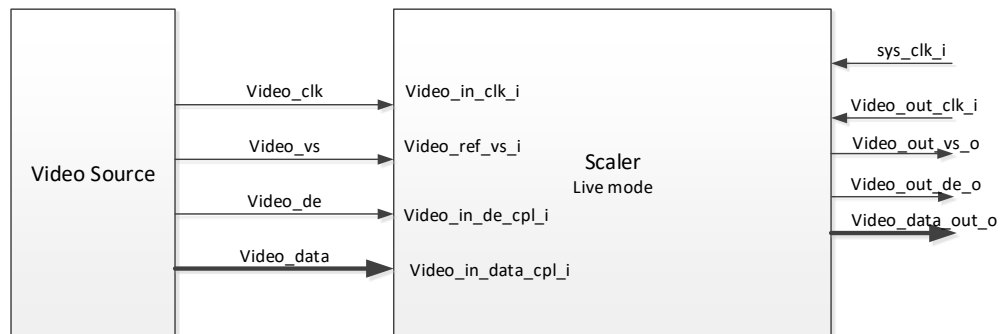 Video Source
Video_clk
Video_vs
Video_de
Video_data
Video_in_clk_i
Video_ref_vs_i
Video_in_de_cpl_i
Video_in_data_cpl_i
Scaler
Live mode
sys_clk_i
Video_out_clk_i
Video_out_vs_o
Video_out_de_o
Video_data_out_o